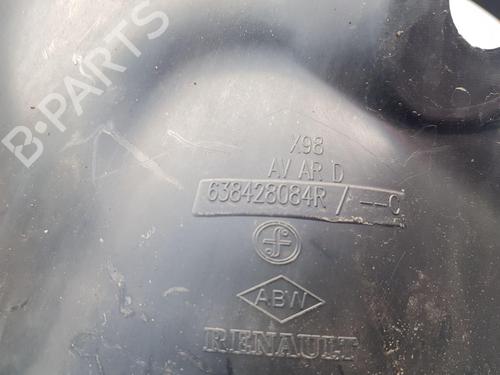 B-PARTS
X98
AV AR D
638428084R / --C
ABW
RENAULT